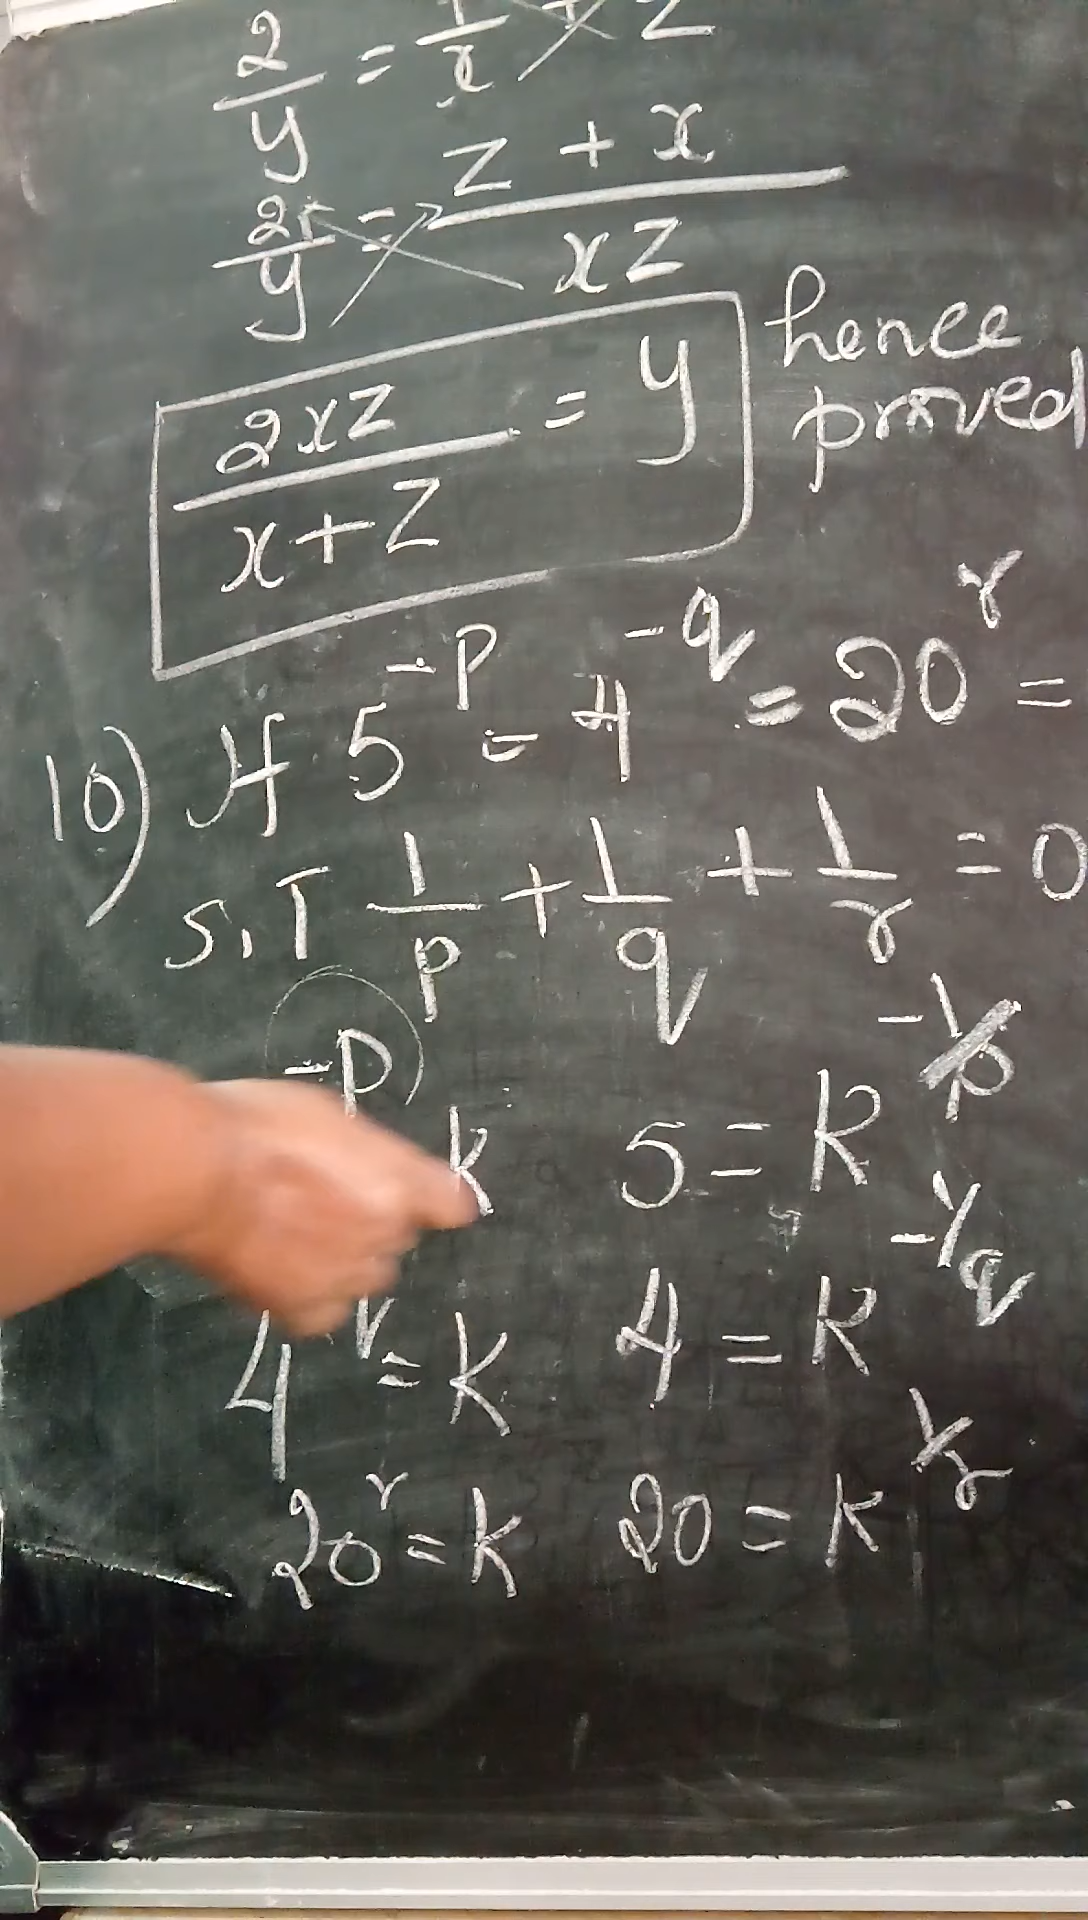 2/y = 1/x + 1/z
2/y = z + x / xz
2xz / x+z = y hence proved
10) If 5^-p = 4^-q = 20^r =
S.T 1/p + 1/q + 1/r = 0
-p k 5 = k^-1/p
4 = k 4 = k^-1/q
20^r = k 20 = k^1/r